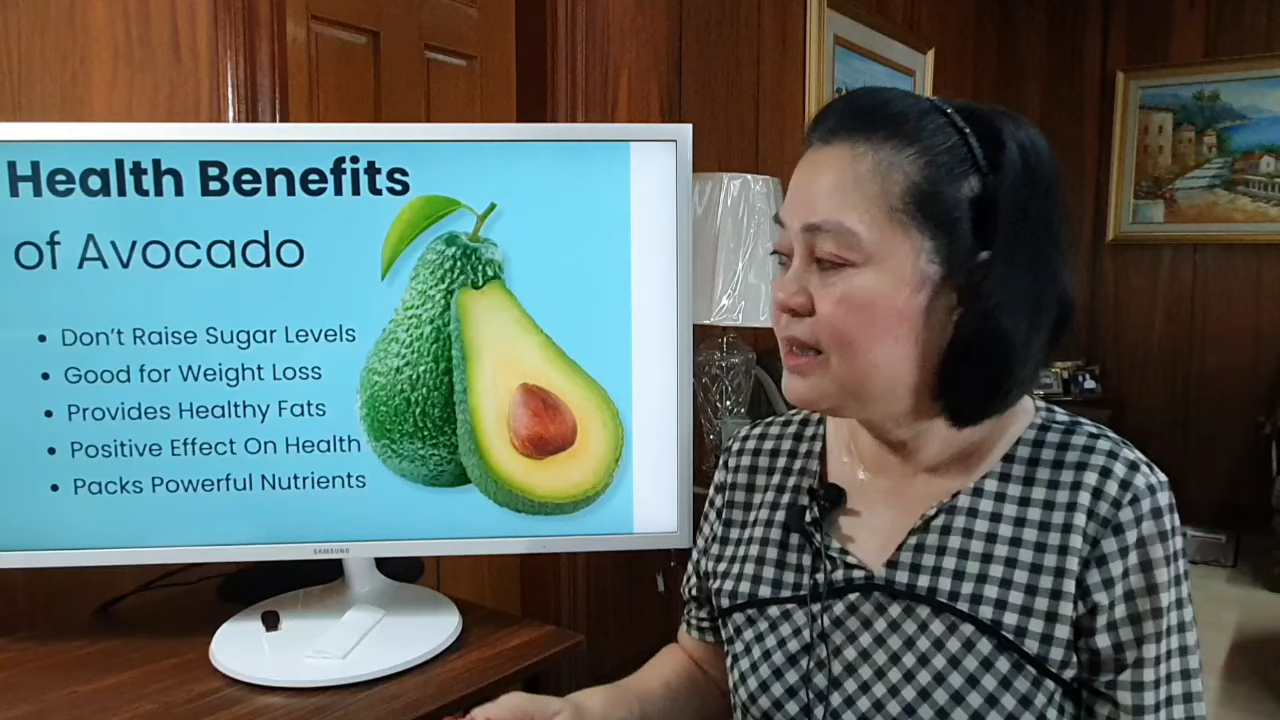 Health Benefits
of Avocado
• Don't Raise Sugar Levels
• Good for Weight Loss
• Provides Healthy Fats
• Positive Effect On Health
• Packs Powerful Nutrients
SAMSUNG